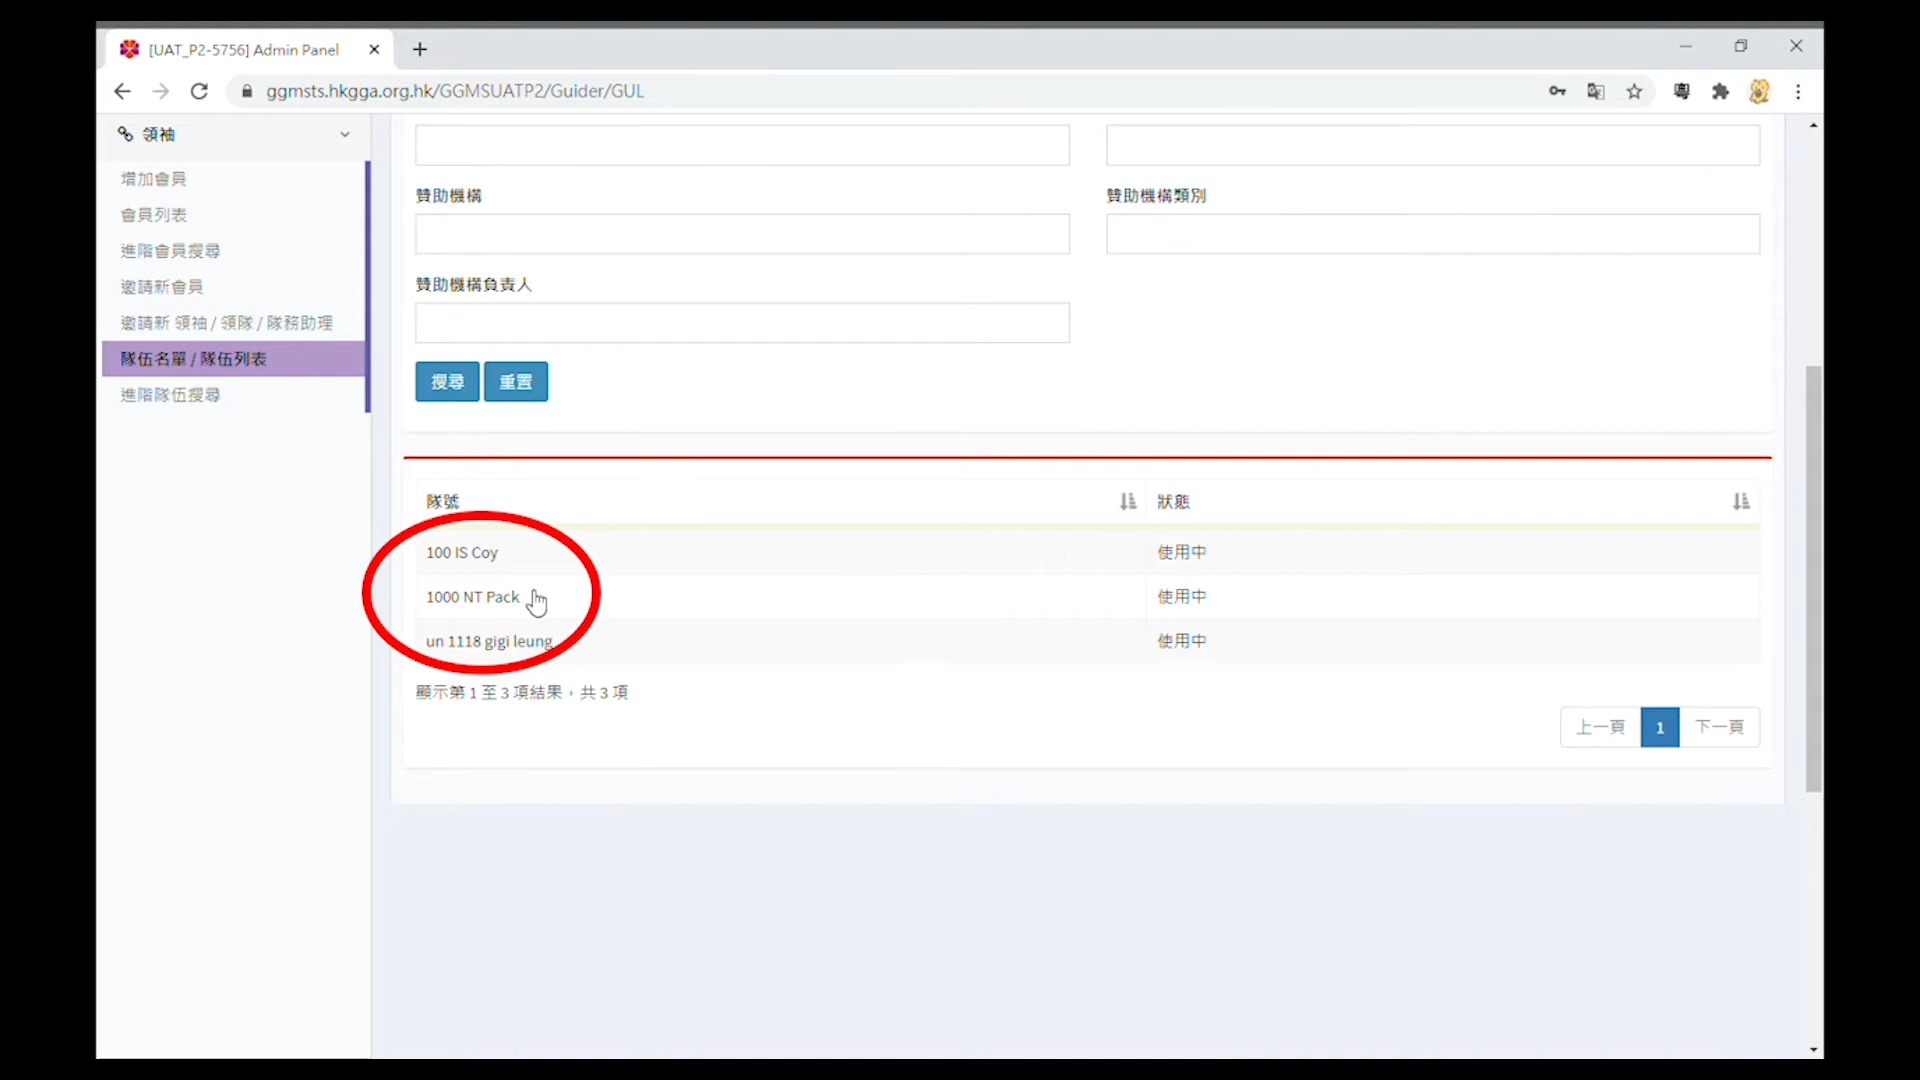 [UAT_P2-5756] Admin Panel
ggmsts.hkgga.org.hk/GGMSUATP2/Guider/GUL
領袖
增加會員
會員列表
進階會員搜尋
邀請新會員
邀請新 領袖 / 領隊 / 隊務助理
隊伍名單 / 隊伍列表
進階隊伍搜尋
贊助機構
贊助機構類別
贊助機構負責人
搜尋 重置
隊號 狀態
100 IS Coy 使用中
1000 NT Pack 使用中
un 1118 gigi leung 使用中
顯示第 1 至 3 項結果，共 3 項
上一頁 1 下一頁